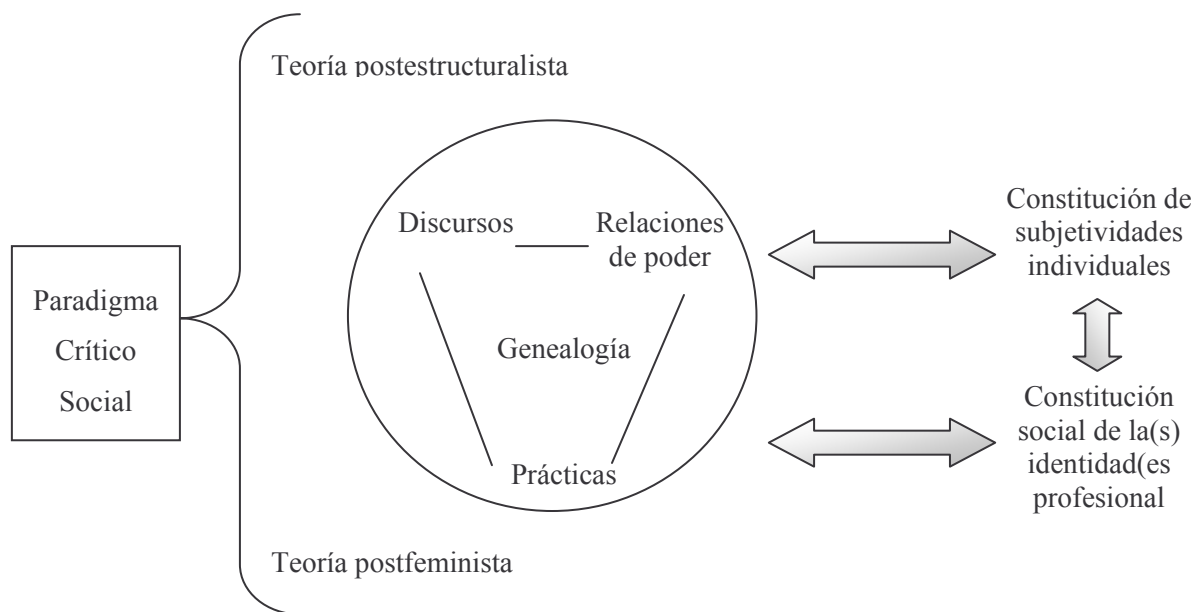 Teoría postestructuralista
Discursos
Relaciones
de poder
Constitución de
subjetividades
individuales
Paradigma
Crítico
Social
Genealogía
Prácticas
Constitución
social de la(s)
identidad(es
profesional
Teoría postfeminista